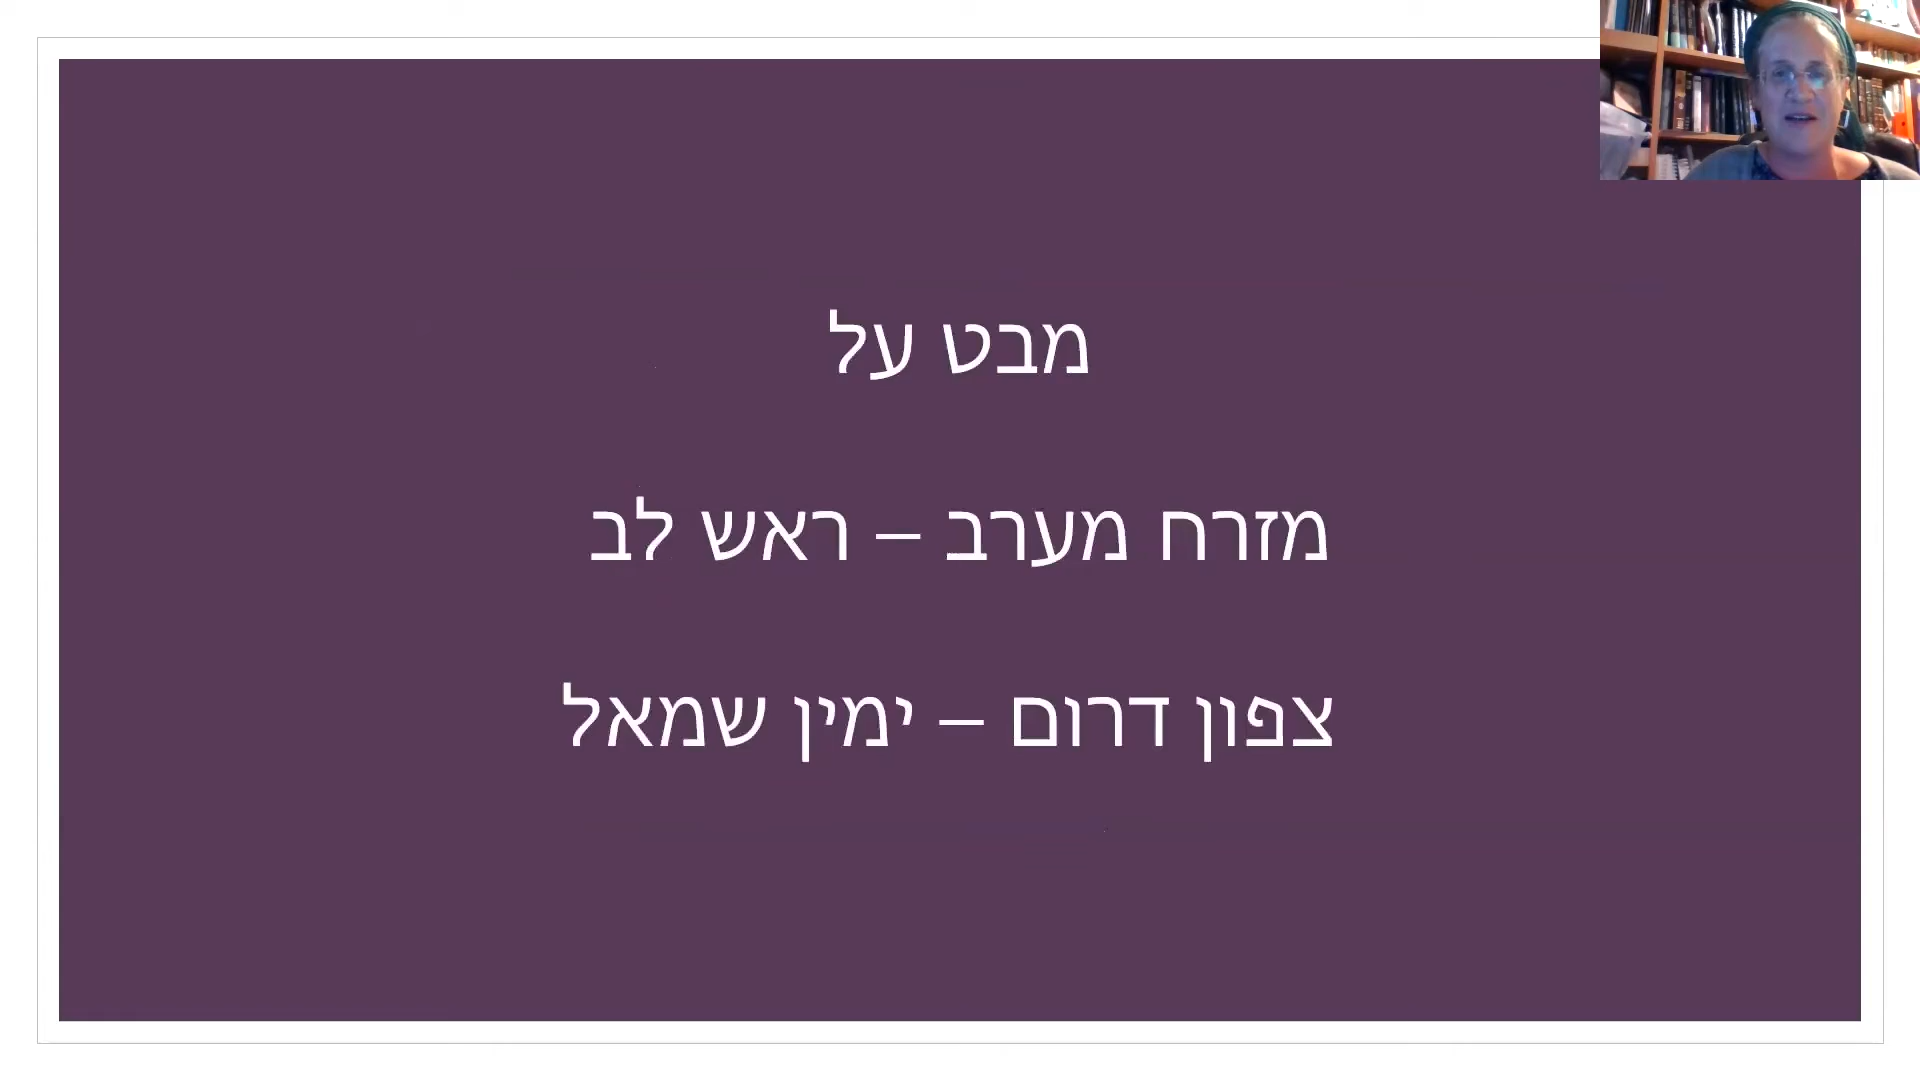 מבט על
מזרח מערב – ראש לב
צפון דרום – ימין שמאל